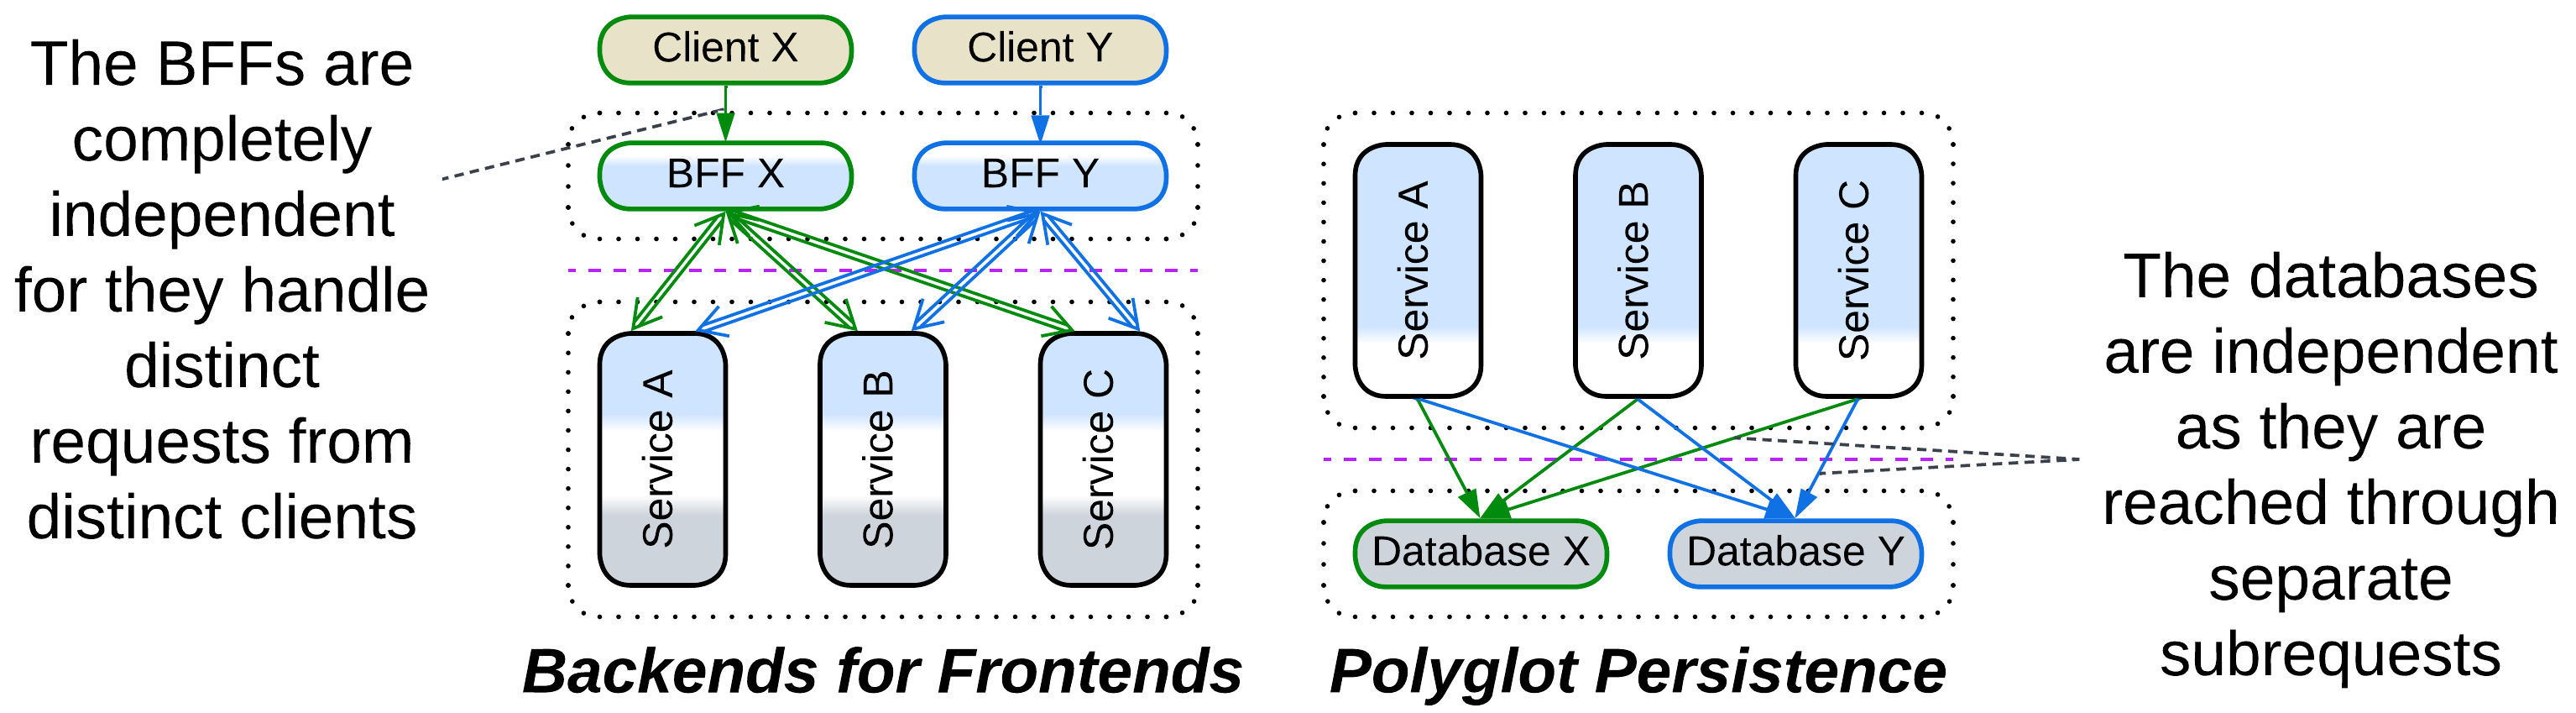 The BFFs are
completely
independent
for they handle
distinct
requests from
distinct clients
Client X
Client Y
BFF X
BFF Y
Service A
Service B
Service C
Backends for Frontends
Service A
Service B
Service C
Database X
Database Y
Polyglot Persistence
The databases
are independent
as they are
reached through
separate
subrequests